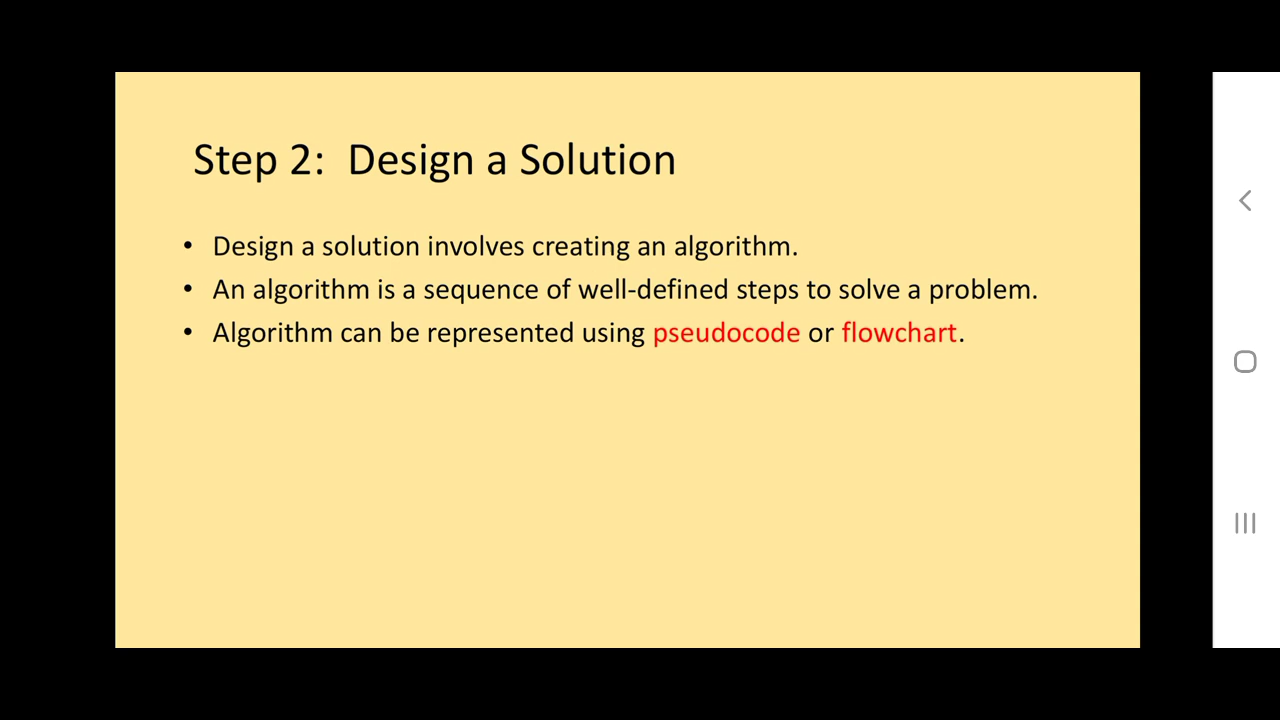 Step 2:  Design a Solution
• Design a solution involves creating an algorithm.
• An algorithm is a sequence of well-defined steps to solve a problem.
• Algorithm can be represented using pseudocode or flowchart.